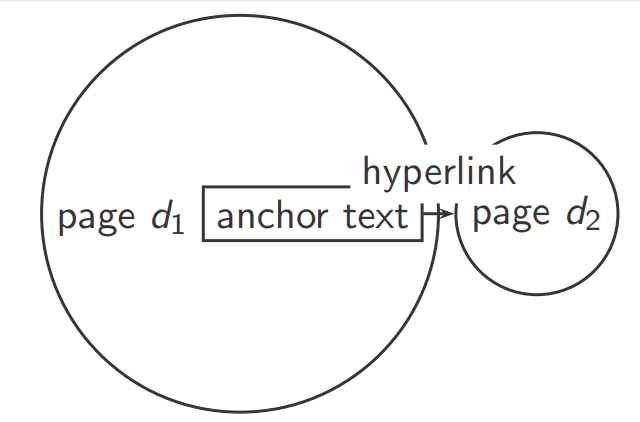 hyperlink
page d₁ anchor text page d₂